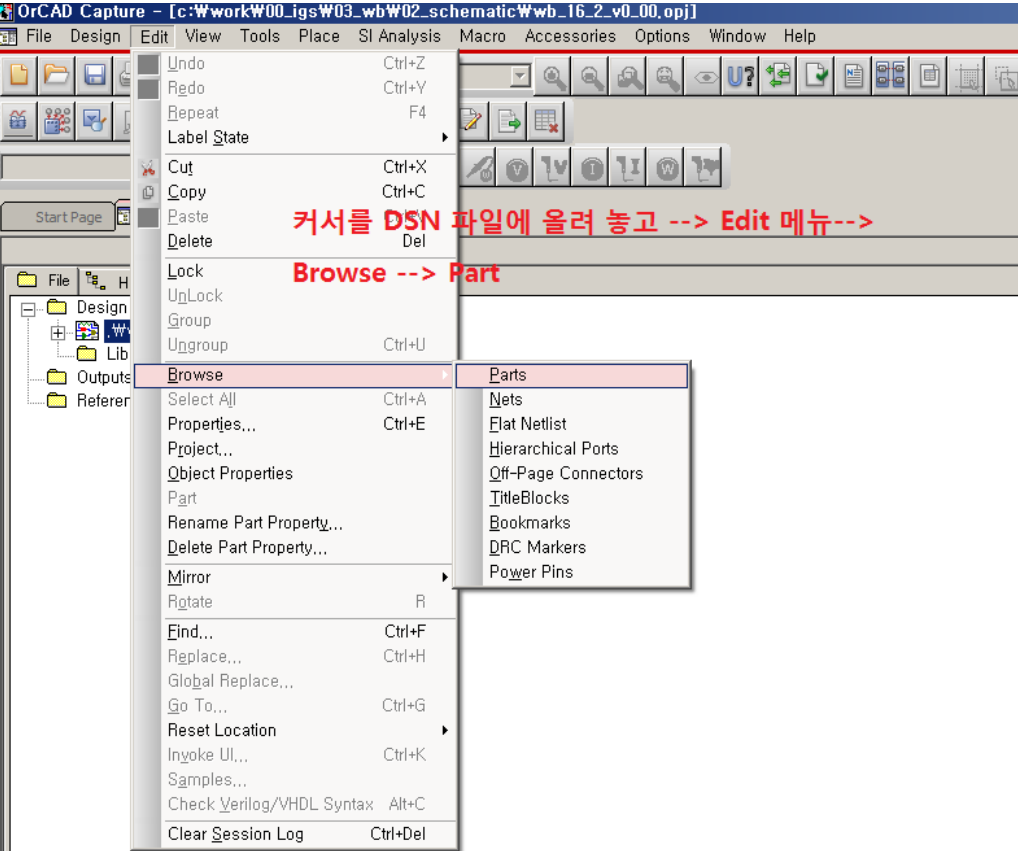 OrCAD Capture - [c:₩work₩00_igs₩03_wb₩02_schematic₩wb_16_2_v0_00.opj]
File Design Edit View Tools Place SI Analysis Macro Accessories Options Window Help
U?
V V I I W
Start Page
File H
Design
.₩
Lib
Outputs
Referen
Undo Ctrl+Z
Redo Ctrl+Y
Repeat F4
Label State
Cut Ctrl+X
Copy Ctrl+C
Paste
Delete Del
Lock
UnLock
Group
Ungroup Ctrl+U
Browse
Select All Ctrl+A
Properties...  Ctrl+E
Project...
Object Properties
Part
Rename Part Property...
Delete Part Property...
Mirror
Rotate R
Find... Ctrl+F
Replace... Ctrl+H
Global Replace...
Go To... Ctrl+G
Reset Location
Invoke UI... Ctrl+K
Samples...
Check Verilog/VHDL Syntax Alt+C
Clear Session Log Ctrl+Del
Parts
Nets
Flat Netlist
Hierarchical Ports
Off-Page Connectors
TitleBlocks
Bookmarks
DRC Markers
Power Pins
커서를 DSN 파일에 올려 놓고 --> Edit 메뉴-->
Browse --> Part